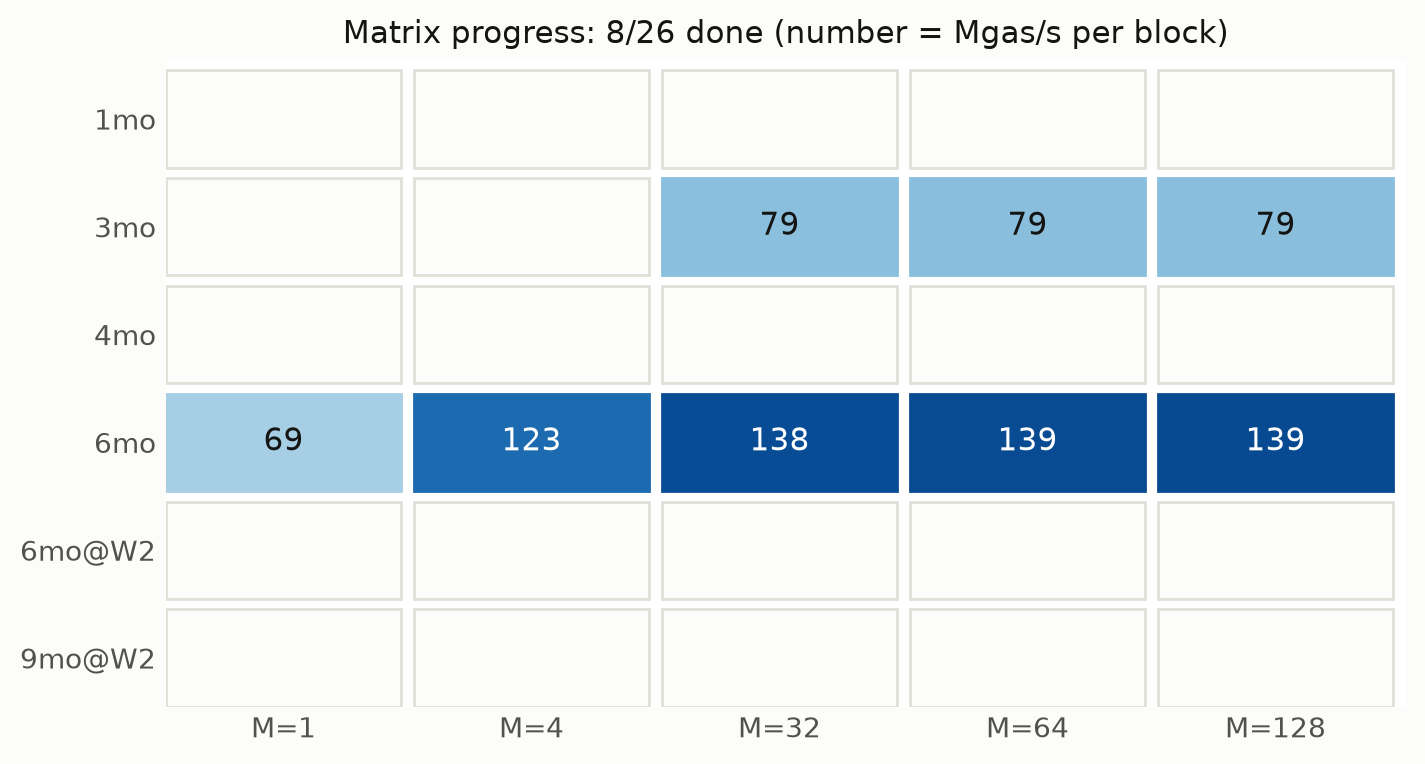 Matrix progress: 8/26 done (number = Mgas/s per block)
1mo
3mo 79 79 79
4mo
6mo 69 123 138 139 139
6mo@W2
9mo@W2
M=1 M=4 M=32 M=64 M=128